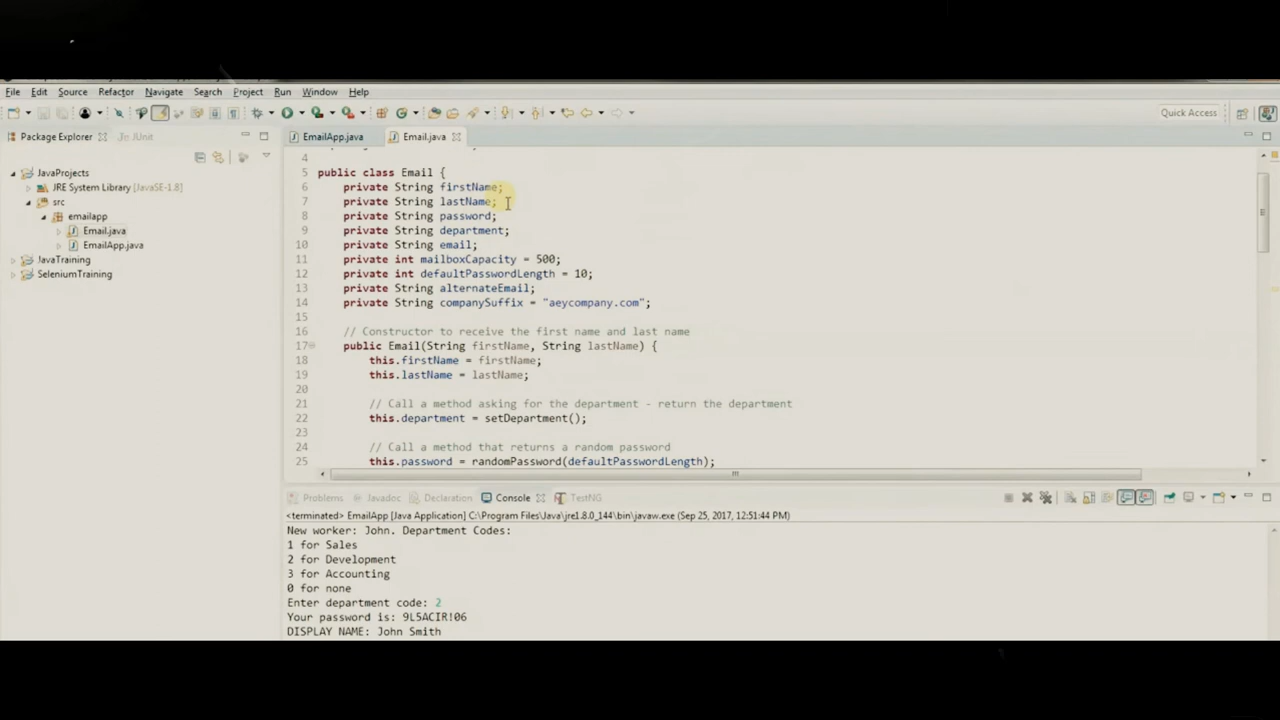 File Edit Source Refactor Navigate Search Project Run Window Help
Quick Access
Package Explorer JUnit
JavaProjects
JRE System Library [JavaSE-1.8]
src
emailapp
Email.java
EmailApp.java
JavaTraining
SeleniumTraining
EmailApp.java Email.java
4
5 public class Email {
6 private String firstName;
7 private String lastName;
8 private String password;
9 private String department;
10 private String email;
11 private int mailboxCapacity = 500;
12 private int defaultPasswordLength = 10;
13 private String alternateEmail;
14 private String companySuffix = "aeycompany.com";
15
16 // Constructor to receive the first name and last name
17 public Email(String firstName, String lastName) {
18 this.firstName = firstName;
19 this.lastName = lastName;
20
21 // Call a method asking for the department - return the department
22 this.department = setDepartment();
23
24 // Call a method that returns a random password
25 this.password = randomPassword(defaultPasswordLength);
Problems Javadoc Declaration Console TestNG
<terminated> EmailApp [Java Application] C:\Program Files\Java\jre1.8.0_144\bin\javaw.exe (Sep 25, 2017, 12:51:44 PM)
New worker: John. Department Codes:
1 for Sales
2 for Development
3 for Accounting
0 for none
Enter department code: 2
Your password is: 9L5ACIR!06
DISPLAY NAME: John Smith